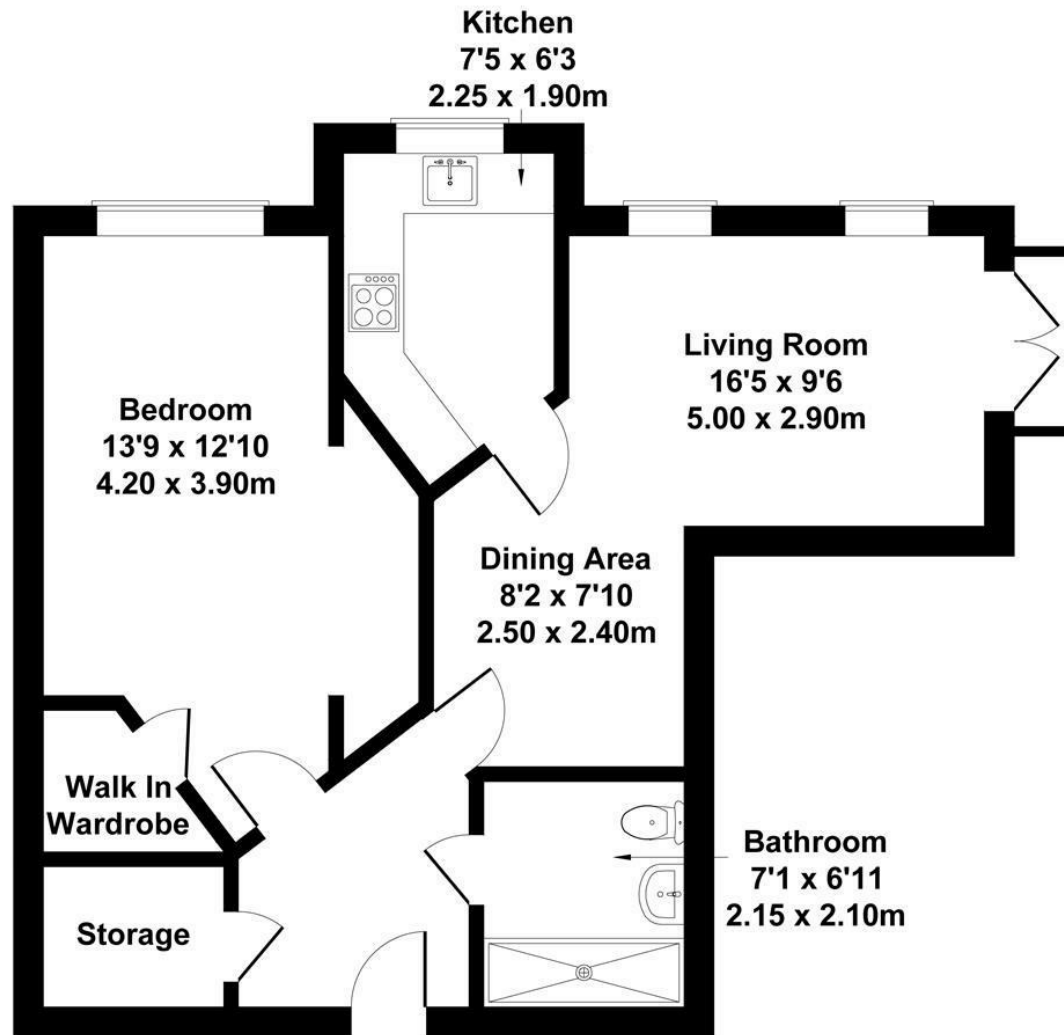 Kitchen
7'5 x 6'3
2.25 x 1.90m
Living Room
16'5 x 9'6
5.00 x 2.90m
Bedroom
13'9 x 12'10
4.20 x 3.90m
Dining Area
8'2 x 7'10
2.50 x 2.40m
Walk In
Wardrobe
Bathroom
7'1 x 6'11
2.15 x 2.10m
Storage